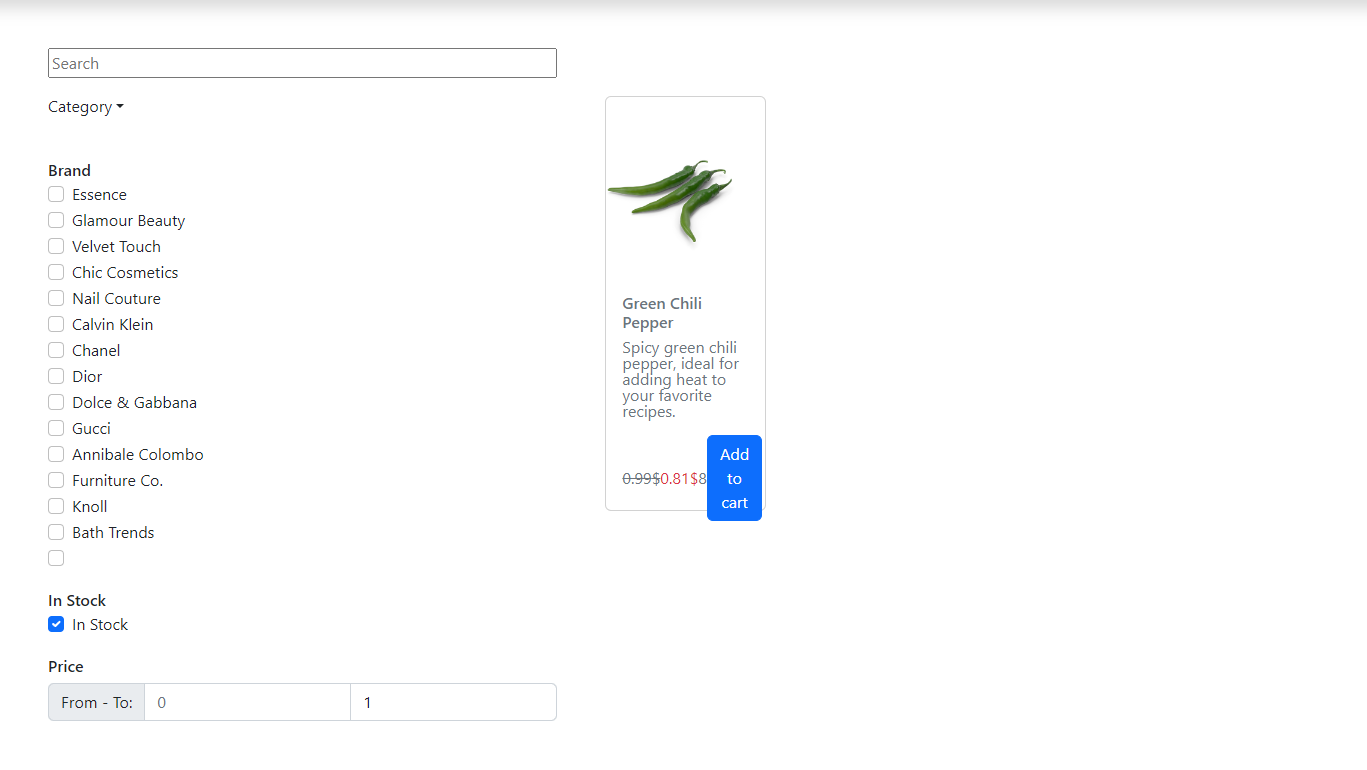 Search
Category
Brand
Essence
Glamour Beauty
Velvet Touch
Chic Cosmetics
Nail Couture
Calvin Klein
Chanel
Dior
Dolce & Gabbana
Gucci
Annibale Colombo
Furniture Co.
Knoll
Bath Trends
In Stock
In Stock
Price
From - To:
0
1
Green Chili
Pepper
Spicy green chili
pepper, ideal for
adding heat to
your favorite
recipes.
0.99$0.81$8
Add
to
cart